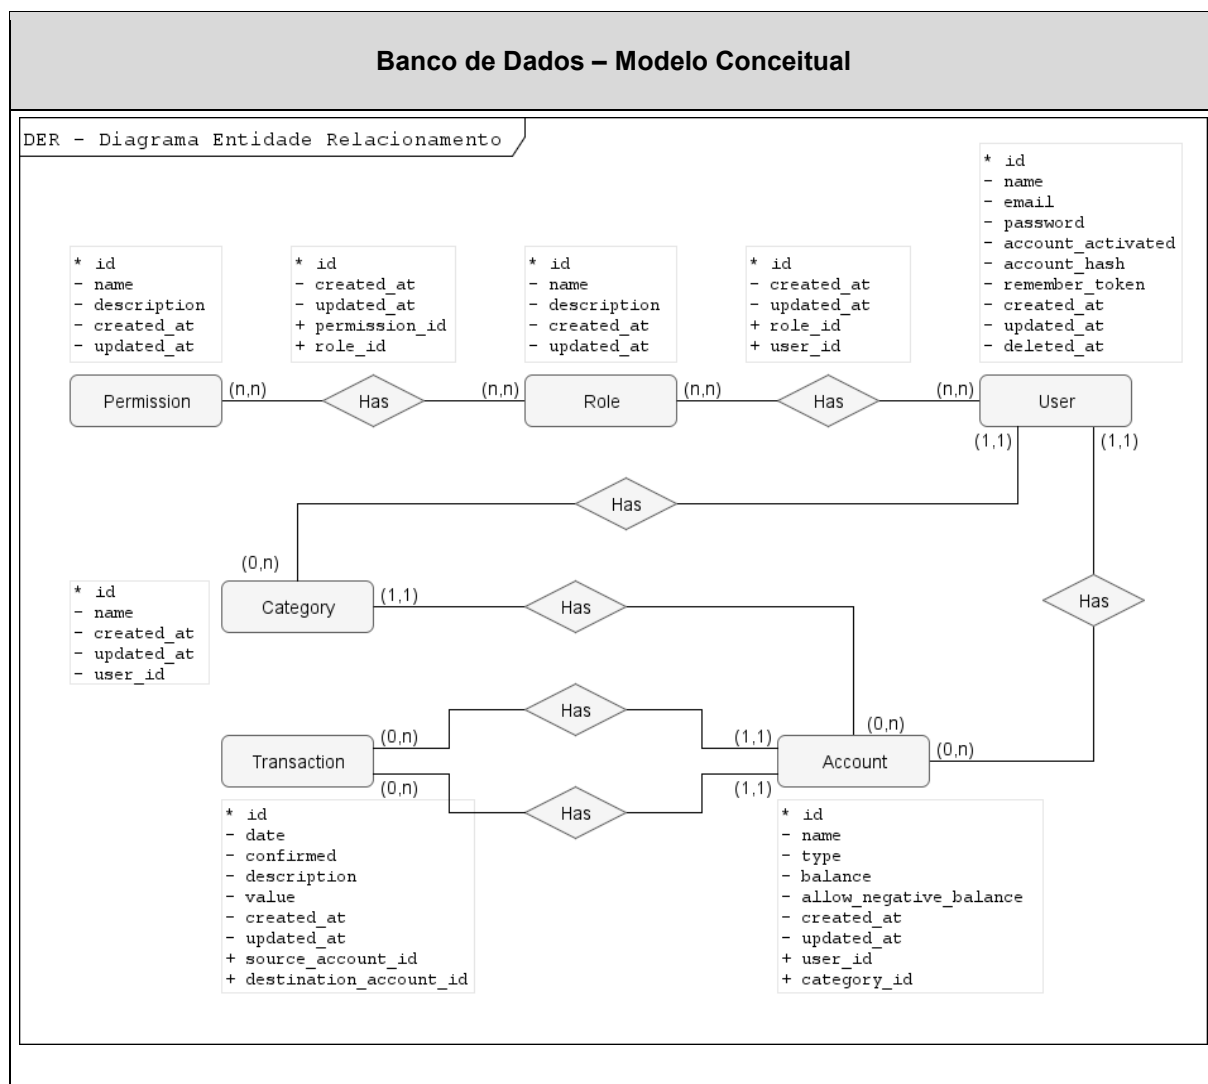 Banco de Dados – Modelo Conceitual
DER - Diagrama Entidade Relacionamento
* id
- name
- email
- password
- account_activated
- account_hash
- remember_token
- created_at
- updated_at
- deleted_at
* id
- name
- description
- created_at
- updated_at
* id
- created_at
- updated_at
+ permission_id
+ role_id
* id
- name
- description
- created_at
- updated_at
* id
- created_at
- updated_at
+ role_id
+ user_id
Permission
(n,n)
Has
(n,n)
Role
(n,n)
Has
(n,n)
User
(1,1)
(1,1)
Has
(0,n)
* id
- name
- created_at
- updated_at
- user_id
Category
(1,1)
Has
Has
Has
(0,n)
(1,1)
(0,n)
(0,n)
Transaction
Account
(0,n)
(1,1)
Has
* id
- date
- confirmed
- description
- value
- created_at
- updated_at
+ source_account_id
+ destination_account_id
* id
- name
- type
- balance
- allow_negative_balance
- created_at
- updated_at
+ user_id
+ category_id